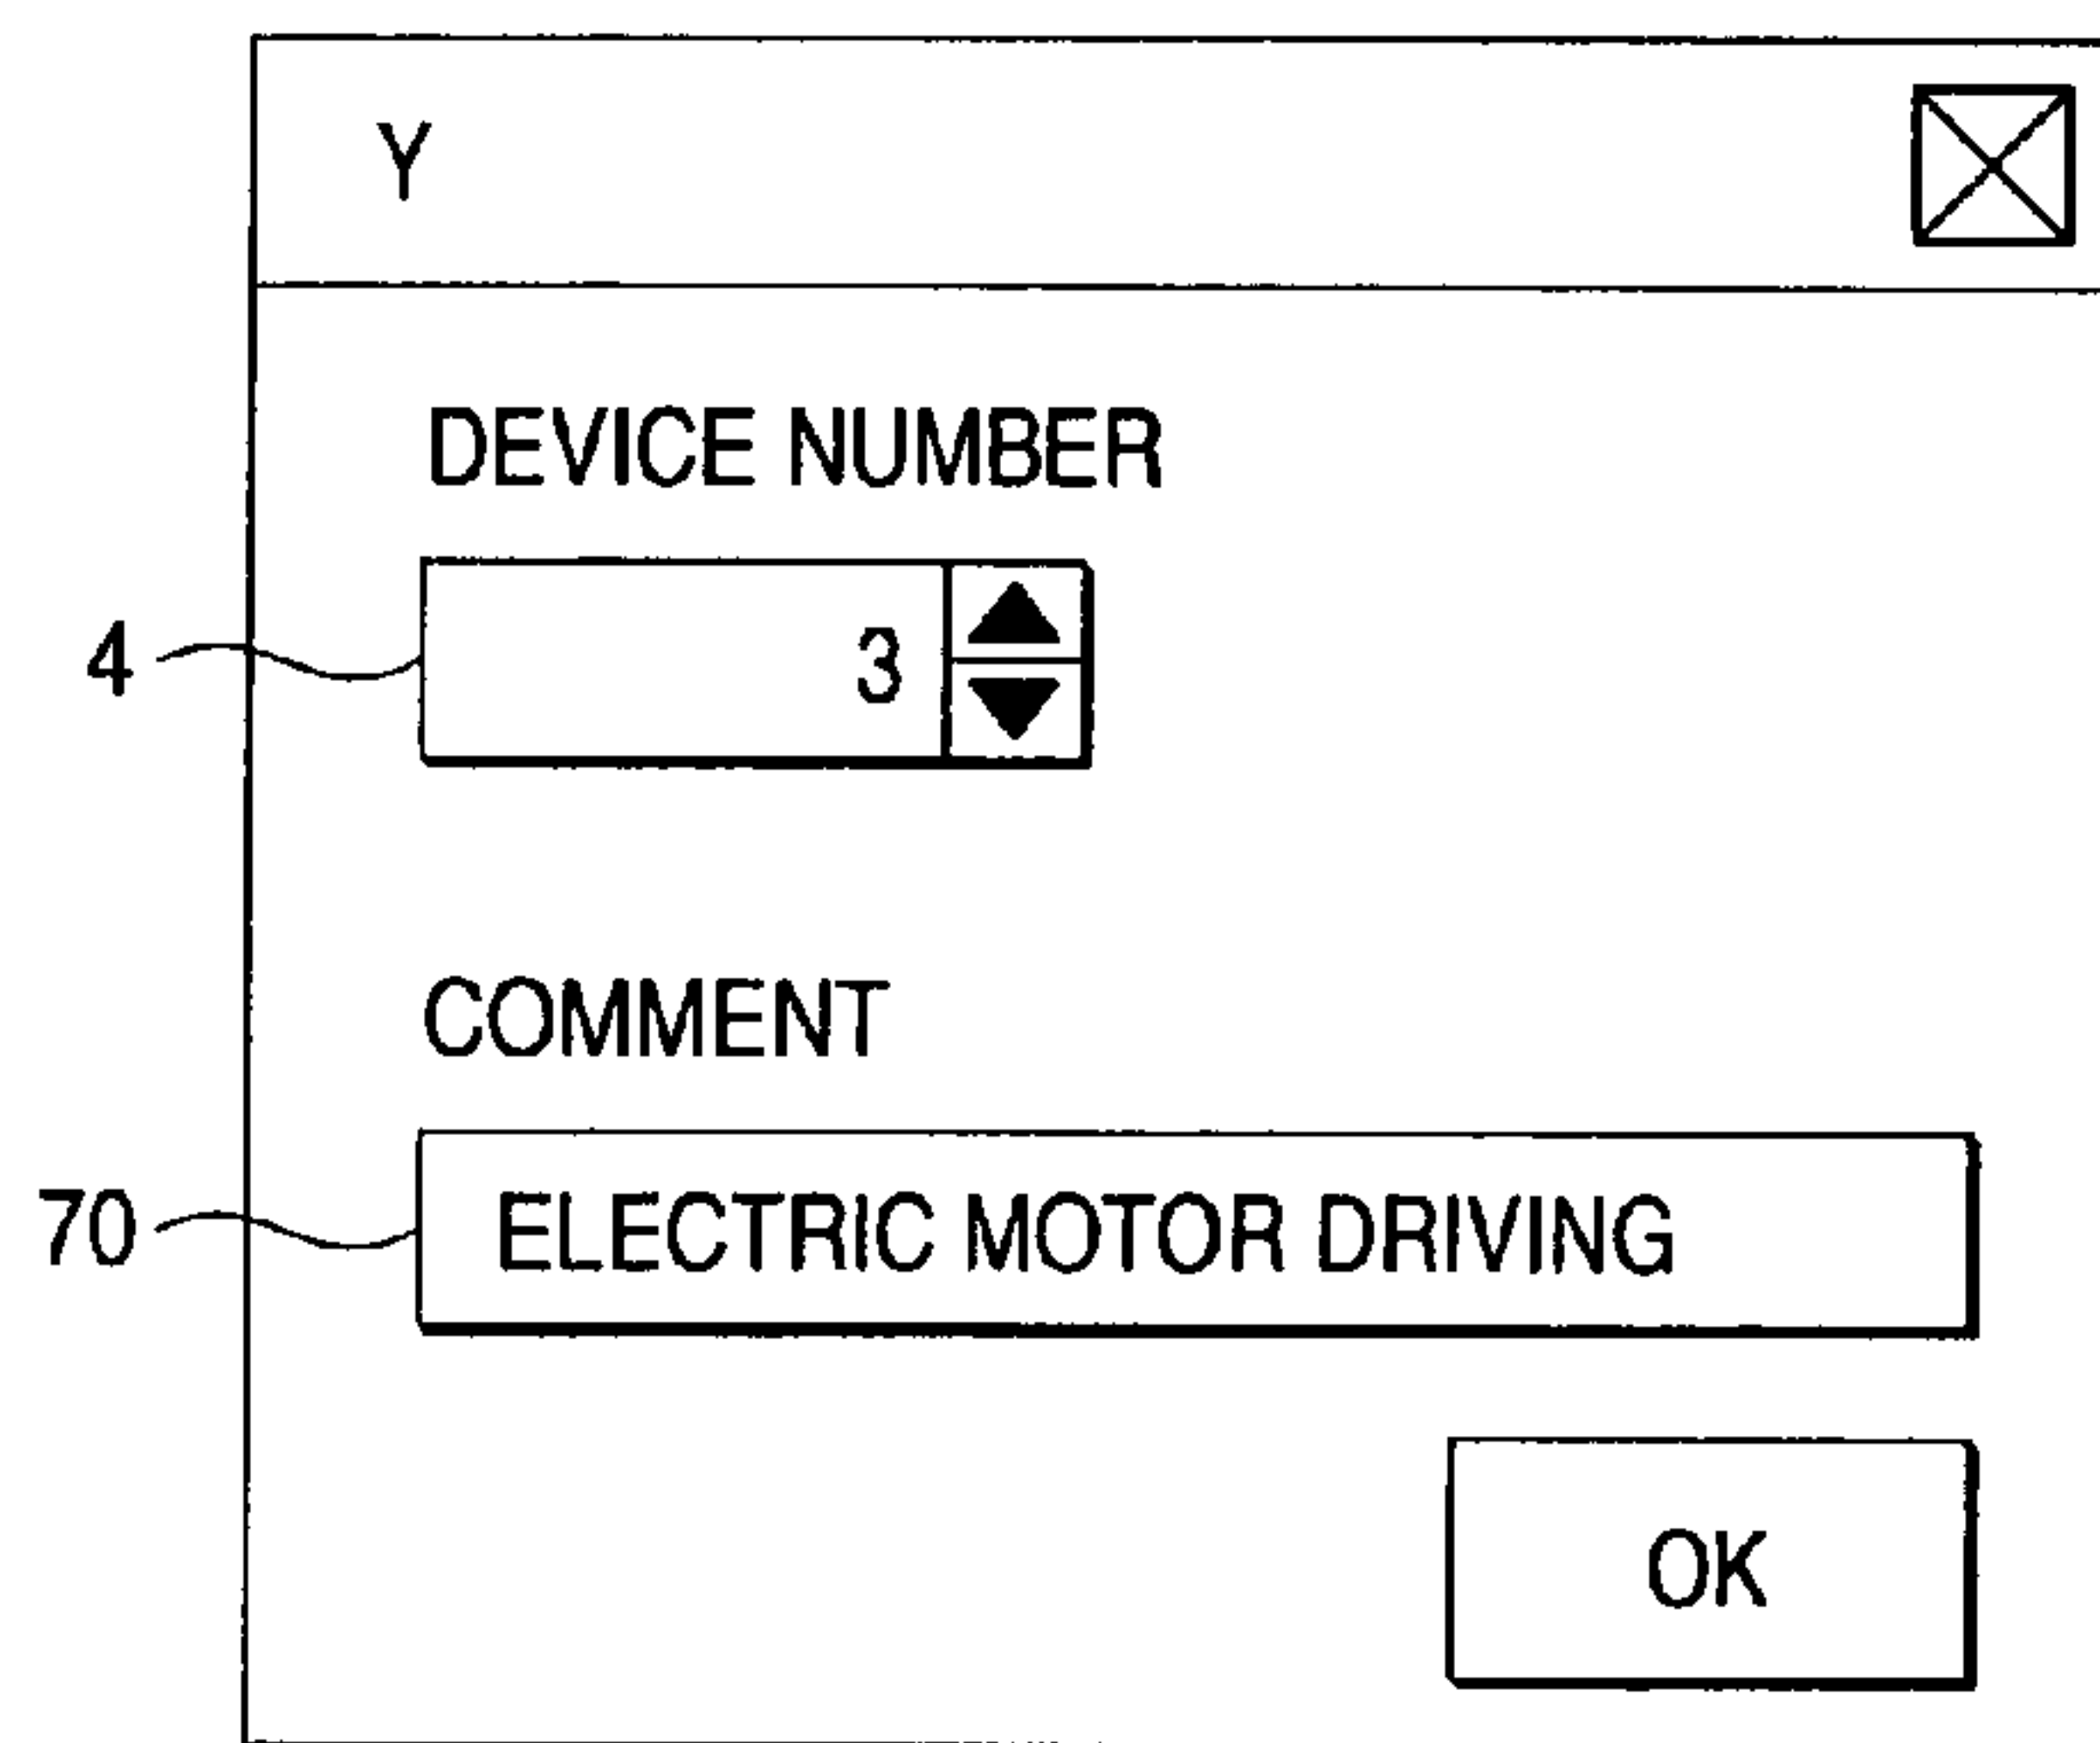 Y
DEVICE NUMBER
4
3
COMMENT
70
ELECTRIC MOTOR DRIVING
OK